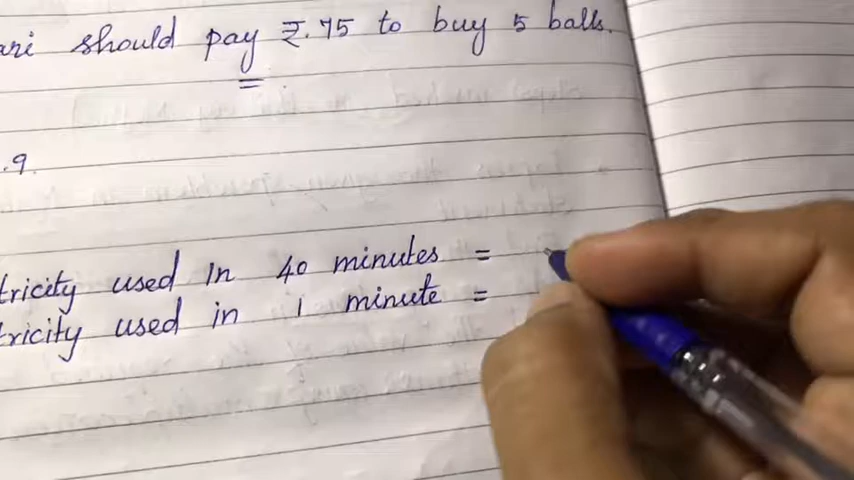 ari should pay ₹.75 to buy 5 balls.
.9.
tricity used in 40 minutes =
tricity used in 1 minute =